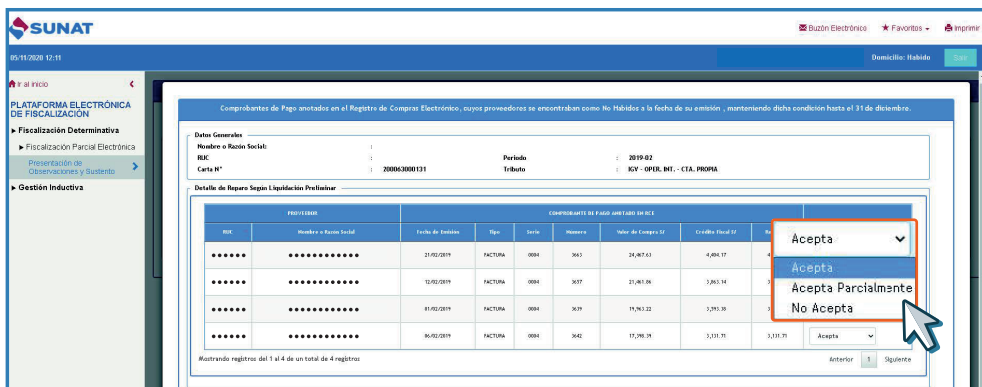 SUNAT
Buzón Electrónico Favoritos Imprimir
05/11/2020 12:11 Domicilio: Habido Salir
Ir al inicio
PLATAFORMA ELECTRÓNICA
DE FISCALIZACIÓN
Fiscalización Determinativa
Fiscalización Parcial Electrónica
Presentación de
Observaciones y Sustento
Gestión Inductiva
Comprobantes de Pago anotados en el Registro de Compras Electrónico, cuyos proveedores se encontraban como No Habidos a la fecha de su emisión, manteniendo dicha condición hasta el 31 de diciembre.
Datos Generales
Nombre o Razón Social: :
RUC : Periodo : 2019-02
Carta N° : 200063000131 Tributo : IGV - OPER. INT. - CTA. PROPIA
Detalle de Reparo Según Liquidación Preliminar
PROVEEDOR COMPROBANTE DE PAGO ANOTADO EN RCE
RUC Nombre o Razón Social Fecha de Emisión Tipo Serie Número Valor de Compra S/ Crédito Fiscal S/
21/02/2019 FACTURA 0004 3663 24,467.63 4,404.17
12/02/2019 FACTURA 0004 3657 21,461.86 3,863.14
01/02/2019 FACTURA 0004 3639 19,963.22 3,593.38
06/02/2019 FACTURA 0004 3642 17,398.39 3,131.71 3,131.71 Acepta
Acepta
Acepta
Acepta Parcialmente
No Acepta
Mostrando registros del 1 al 4 de un total de 4 registros
Anterior 1 Siguiente